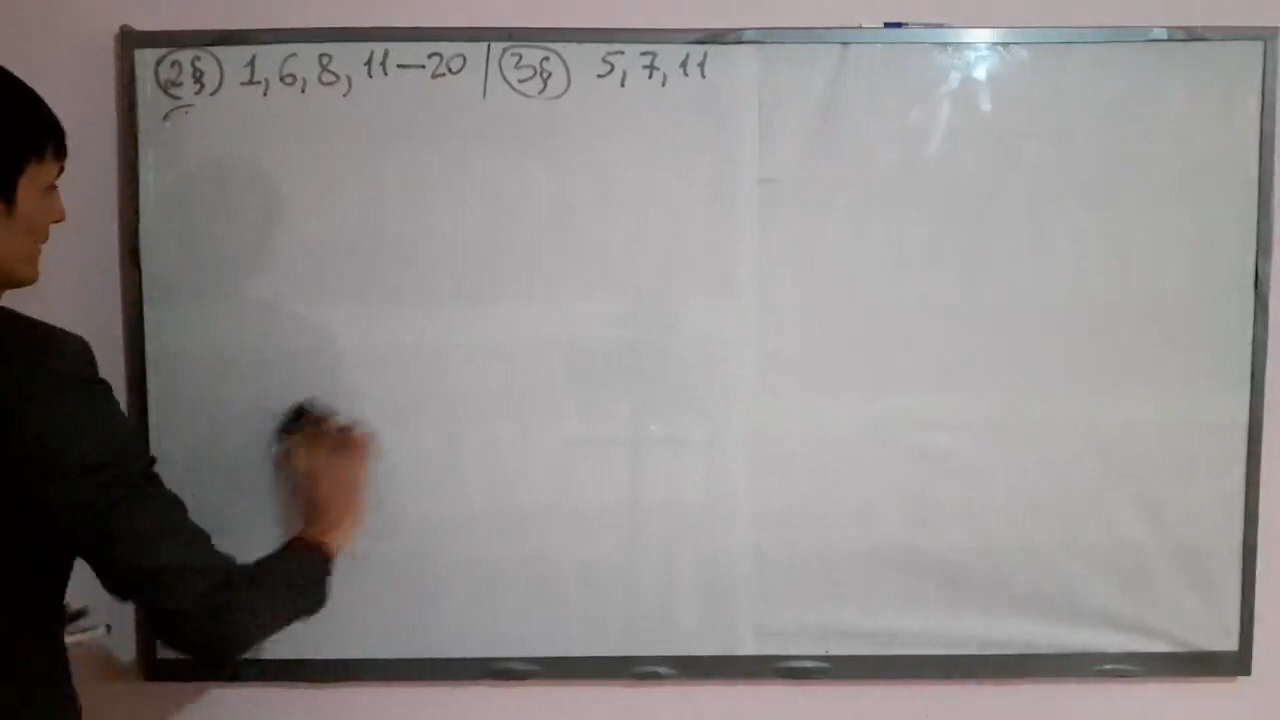 2§) 1, 6, 8, 11–20 | 3§) 5, 7, 11